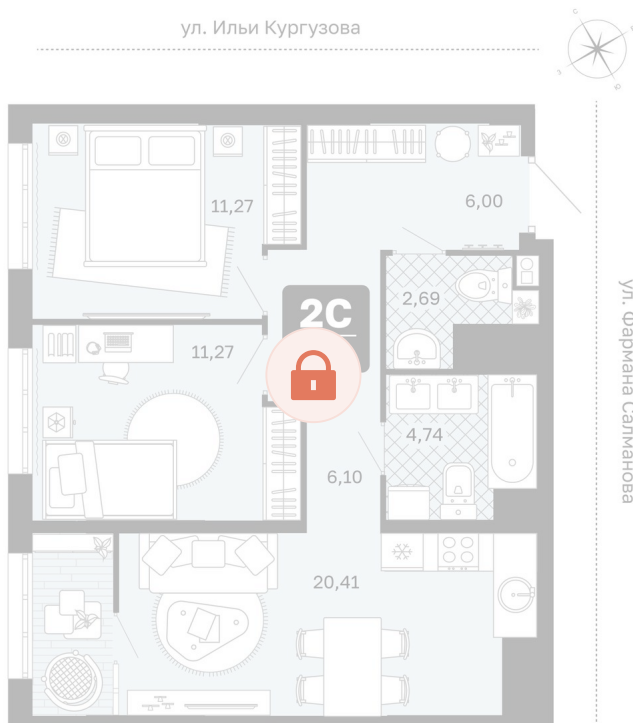 ул. Ильи Кургузова
С
В
З
Ю
11,27
6,00
2,69
2С
11,27
4,74
6,10
20,41
ул. Фармана Салманова